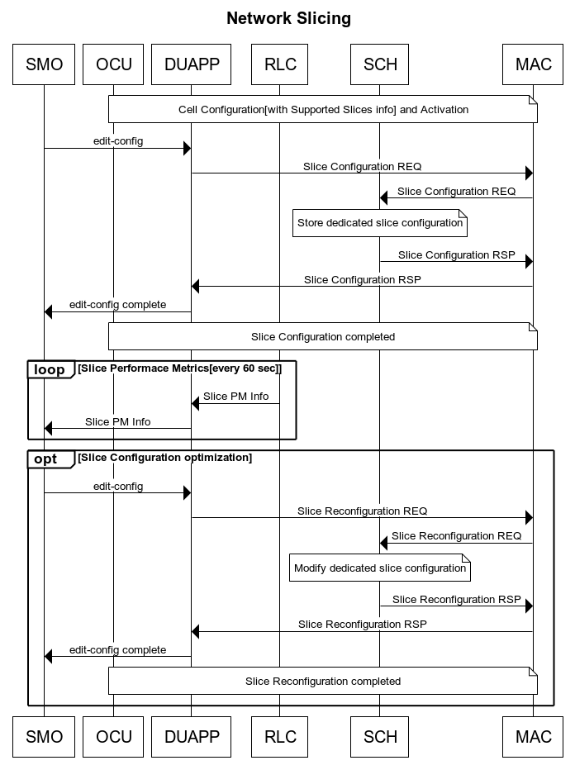 Network Slicing
SMO OCU DUAPP RLC SCH MAC
Cell Configuration[with Supported Slices info] and Activation
edit-config
Slice Configuration REQ
Slice Configuration REQ
Store dedicated slice configuration
Slice Configuration RSP
Slice Configuration RSP
edit-config complete
Slice Configuration completed
loop [Slice Performace Metrics[every 60 sec]]
Slice PM Info
Slice PM Info
opt [Slice Configuration optimization]
edit-config
Slice Reconfiguration REQ
Slice Reconfiguration REQ
Modify dedicated slice configuration
Slice Reconfiguration RSP
Slice Reconfiguration RSP
edit-config complete
Slice Reconfiguration completed
SMO OCU DUAPP RLC SCH MAC